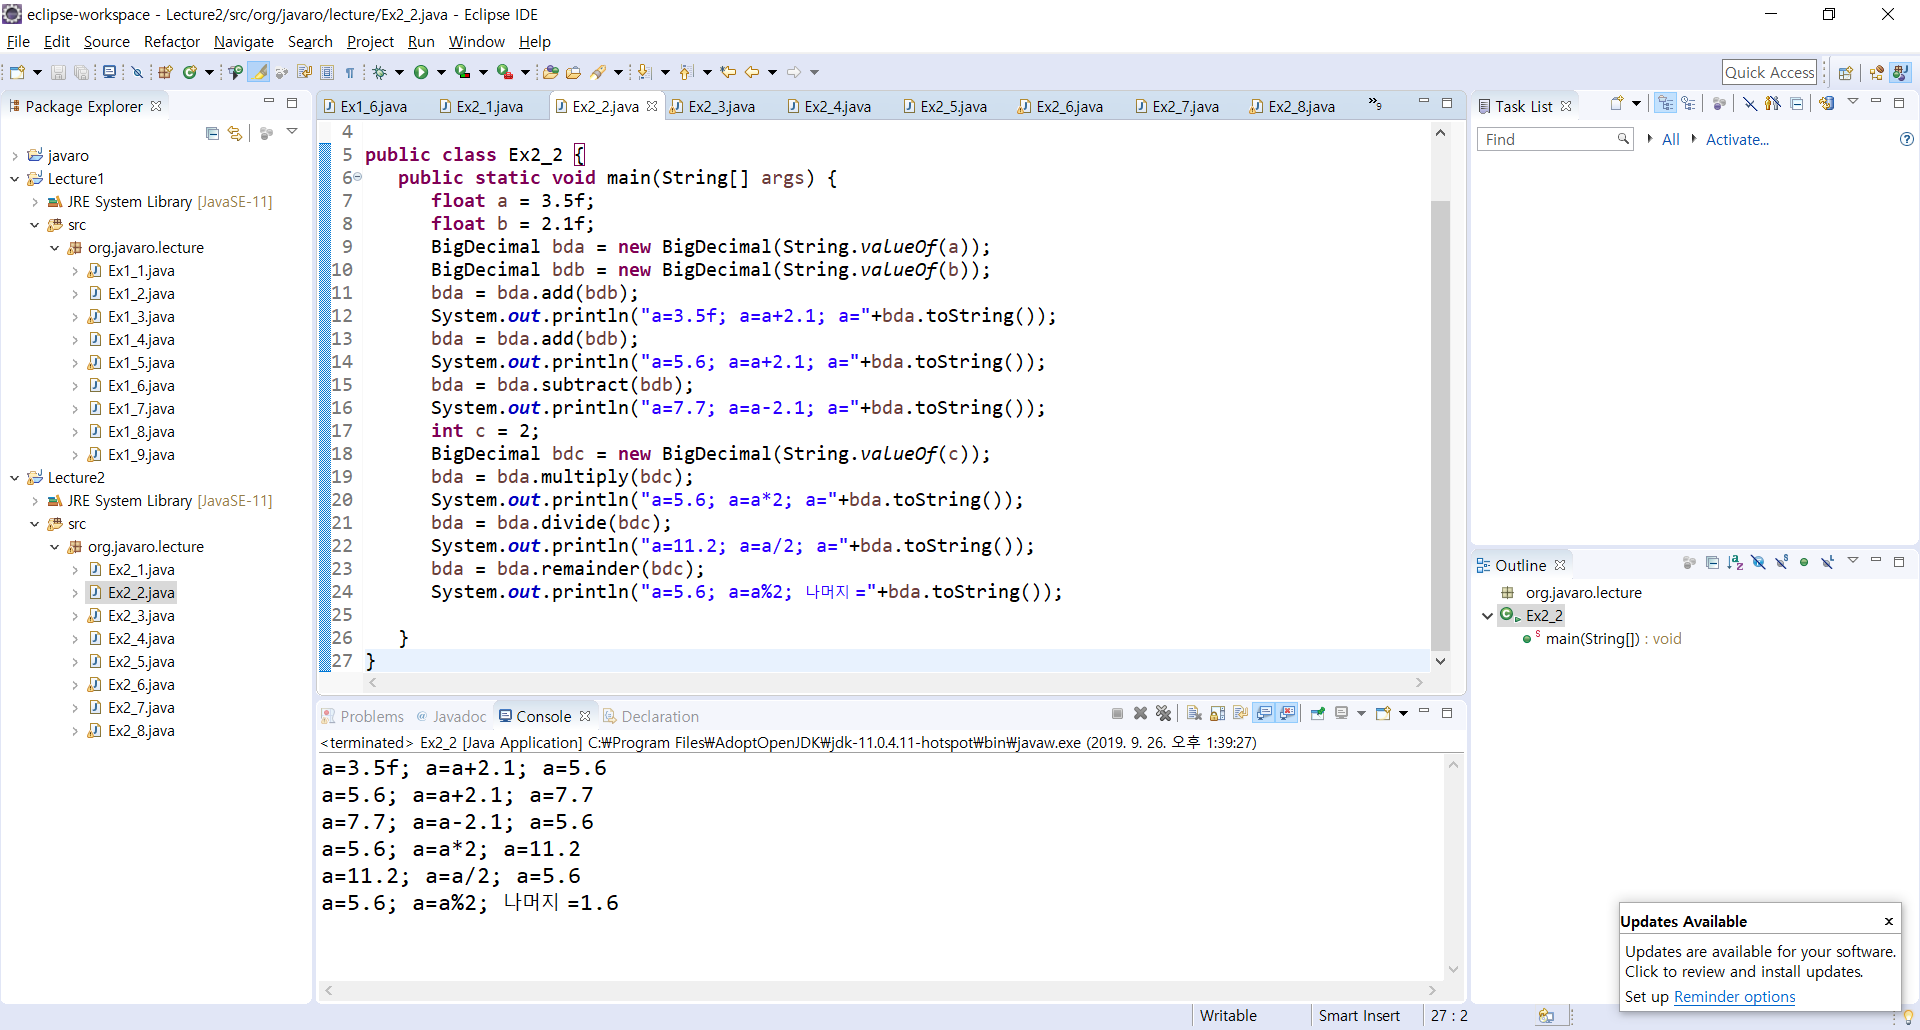 eclipse-workspace - Lecture2/src/org/javaro/lecture/Ex2_2.java - Eclipse IDE
File Edit Source Refactor Navigate Search Project Run Window Help
Quick Access
Package Explorer
javaro
Lecture1
JRE System Library [JavaSE-11]
src
org.javaro.lecture
Ex1_1.java
Ex1_2.java
Ex1_3.java
Ex1_4.java
Ex1_5.java
Ex1_6.java
Ex1_7.java
Ex1_8.java
Ex1_9.java
Lecture2
JRE System Library [JavaSE-11]
src
org.javaro.lecture
Ex2_1.java
Ex2_2.java
Ex2_3.java
Ex2_4.java
Ex2_5.java
Ex2_6.java
Ex2_7.java
Ex2_8.java
Ex1_6.java Ex2_1.java Ex2_2.java Ex2_3.java Ex2_4.java Ex2_5.java Ex2_6.java Ex2_7.java Ex2_8.java »9
4
5 public class Ex2_2 {
6 public static void main(String[] args) {
7 float a = 3.5f;
8 float b = 2.1f;
9 BigDecimal bda = new BigDecimal(String.valueOf(a));
10 BigDecimal bdb = new BigDecimal(String.valueOf(b));
11 bda = bda.add(bdb);
12 System.out.println("a=3.5f; a=a+2.1; a="+bda.toString());
13 bda = bda.add(bdb);
14 System.out.println("a=5.6; a=a+2.1; a="+bda.toString());
15 bda = bda.subtract(bdb);
16 System.out.println("a=7.7; a=a-2.1; a="+bda.toString());
17 int c = 2;
18 BigDecimal bdc = new BigDecimal(String.valueOf(c));
19 bda = bda.multiply(bdc);
20 System.out.println("a=5.6; a=a*2; a="+bda.toString());
21 bda = bda.divide(bdc);
22 System.out.println("a=11.2; a=a/2; a="+bda.toString());
23 bda = bda.remainder(bdc);
24 System.out.println("a=5.6; a=a%2; 나머지="+bda.toString());
25
26 }
27 }
Problems @ Javadoc Console Declaration
<terminated> Ex2_2 [Java Application] C:₩Program Files₩AdoptOpenJDK₩jdk-11.0.4.11-hotspot₩bin₩javaw.exe (2019. 9. 26. 오후 1:39:27)
a=3.5f; a=a+2.1; a=5.6
a=5.6; a=a+2.1; a=7.7
a=7.7; a=a-2.1; a=5.6
a=5.6; a=a*2; a=11.2
a=11.2; a=a/2; a=5.6
a=5.6; a=a%2; 나머지=1.6
Task List
Find All Activate...
Outline
org.javaro.lecture
Ex2_2
main(String[]) : void
Updates Available
Updates are available for your software.
Click to review and install updates.
Set up Reminder options
Writable Smart Insert 27 : 2